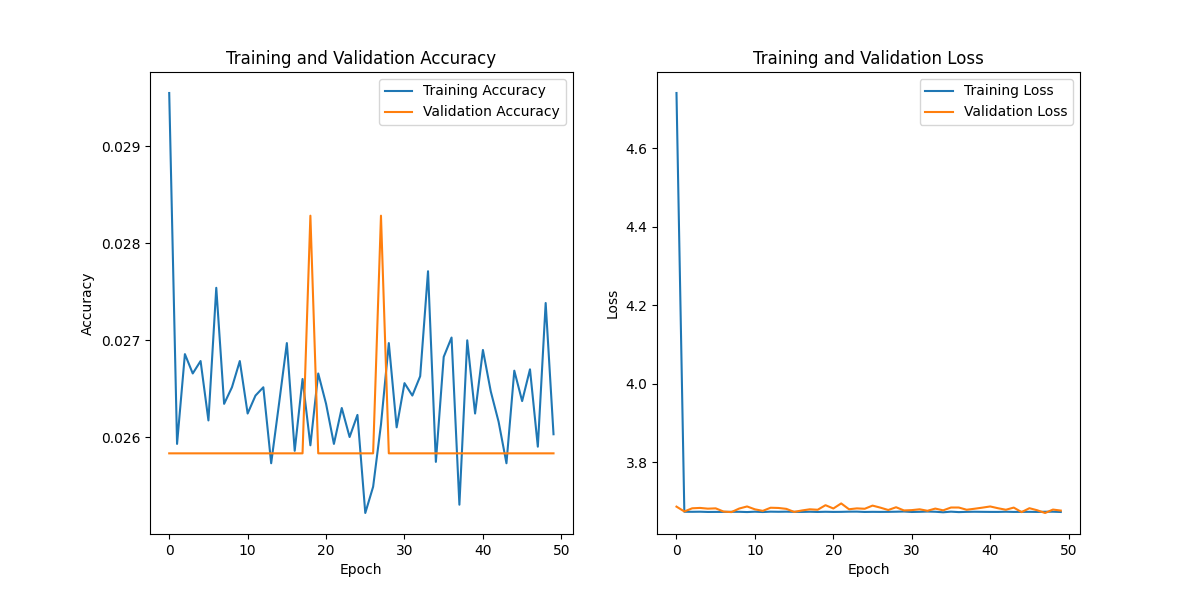 Training and Validation Accuracy
Training Accuracy
Validation Accuracy
0.029
0.028
0.027
0.026
Accuracy
0 10 20 30 40 50
Epoch
Training and Validation Loss
Training Loss
Validation Loss
4.6
4.4
4.2
4.0
3.8
Loss
0 10 20 30 40 50
Epoch